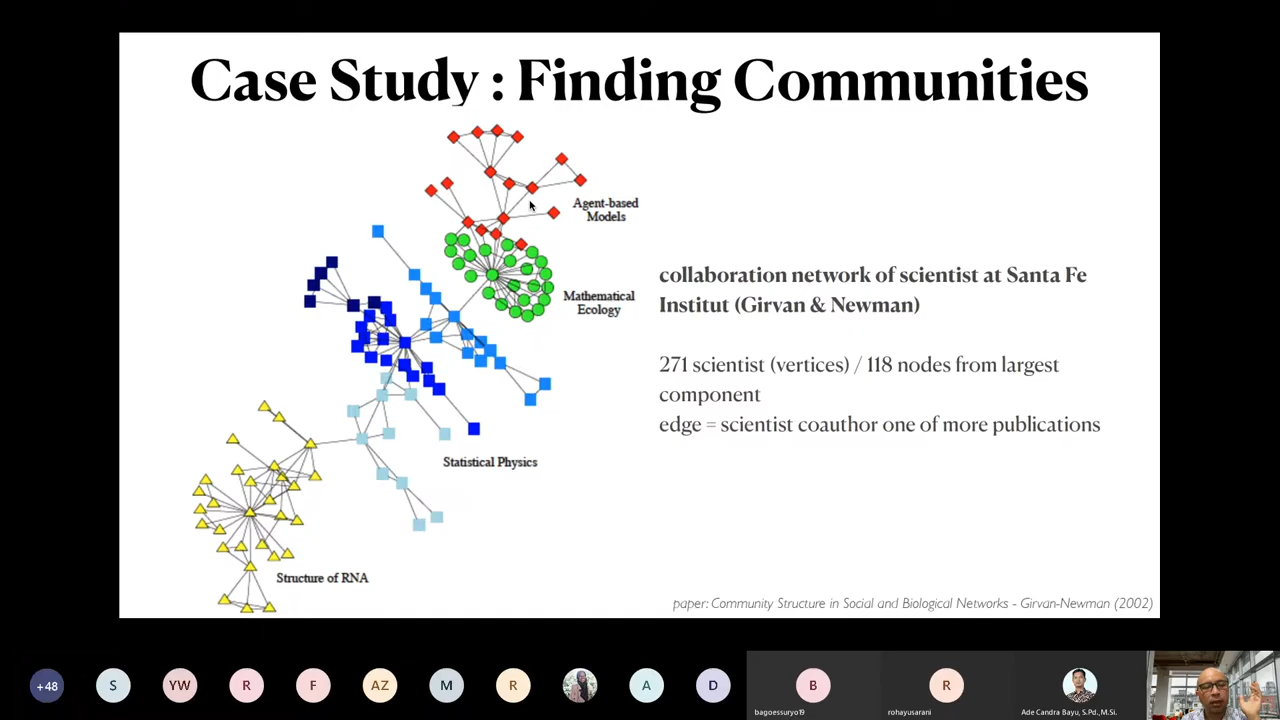 Case Study : Finding Communities
Agent-based
Models
Mathematical
Ecology
collaboration network of scientist at Santa Fe
Institut (Girvan & Newman)
271 scientist (vertices) / 118 nodes from largest
component
edge = scientist coauthor one of more publications
Statistical Physics
Structure of RNA
paper: Community Structure in Social and Biological Networks - Girvan-Newman (2002)
+48
S
YW
R
F
AZ
M
R
A
D
B
R
bagoessuryo19
rohayusarani
Ade Candra Bayu, S.Pd.,M.Si.